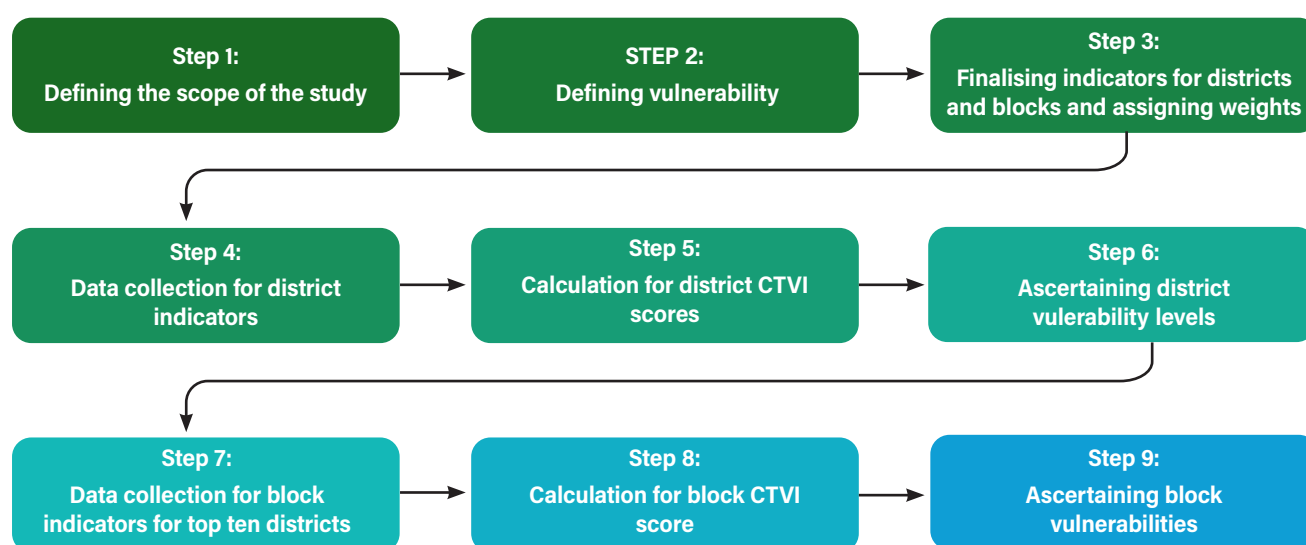 Step 1:
Defining the scope of the study
STEP 2:
Defining vulnerability
Step 3:
Finalising indicators for districts
and blocks and assigning weights
Step 4:
Data collection for district
indicators
Step 5:
Calculation for district CTVI
scores
Step 6:
Ascertaining district
vulerability levels
Step 7:
Data collection for block
indicators for top ten districts
Step 8:
Calculation for block CTVI
score
Step 9:
Ascertaining block
vulnerabilities